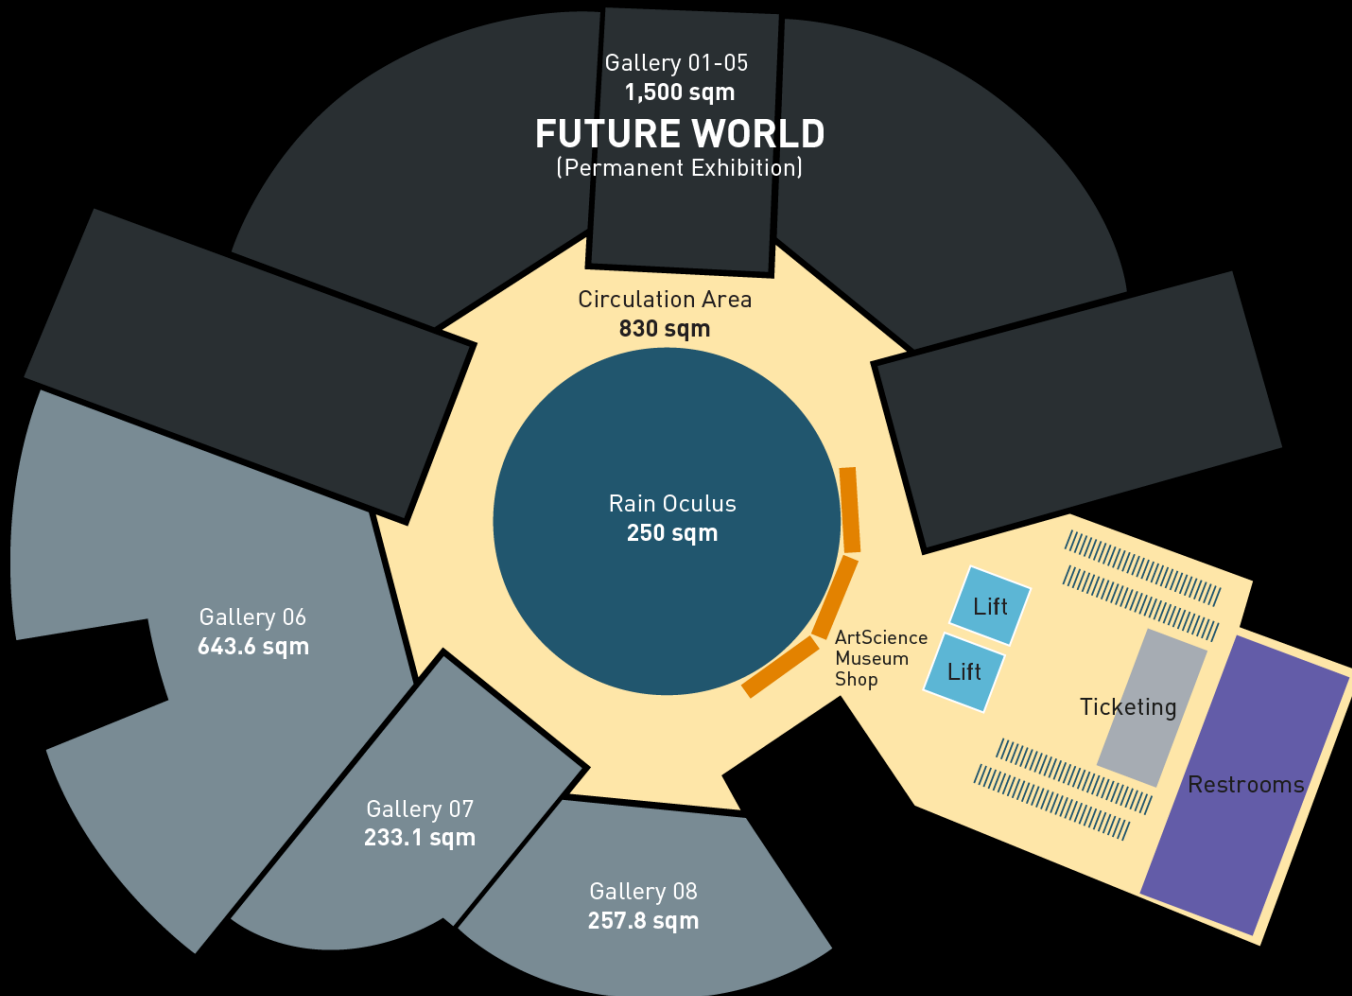 Gallery 01-05
1,500 sqm
FUTURE WORLD
(Permanent Exhibition)
Circulation Area
830 sqm
Rain Oculus
250 sqm
Gallery 06
643.6 sqm
Lift
ArtScience
Museum
Shop
Lift
Ticketing
Restrooms
Gallery 07
233.1 sqm
Gallery 08
257.8 sqm